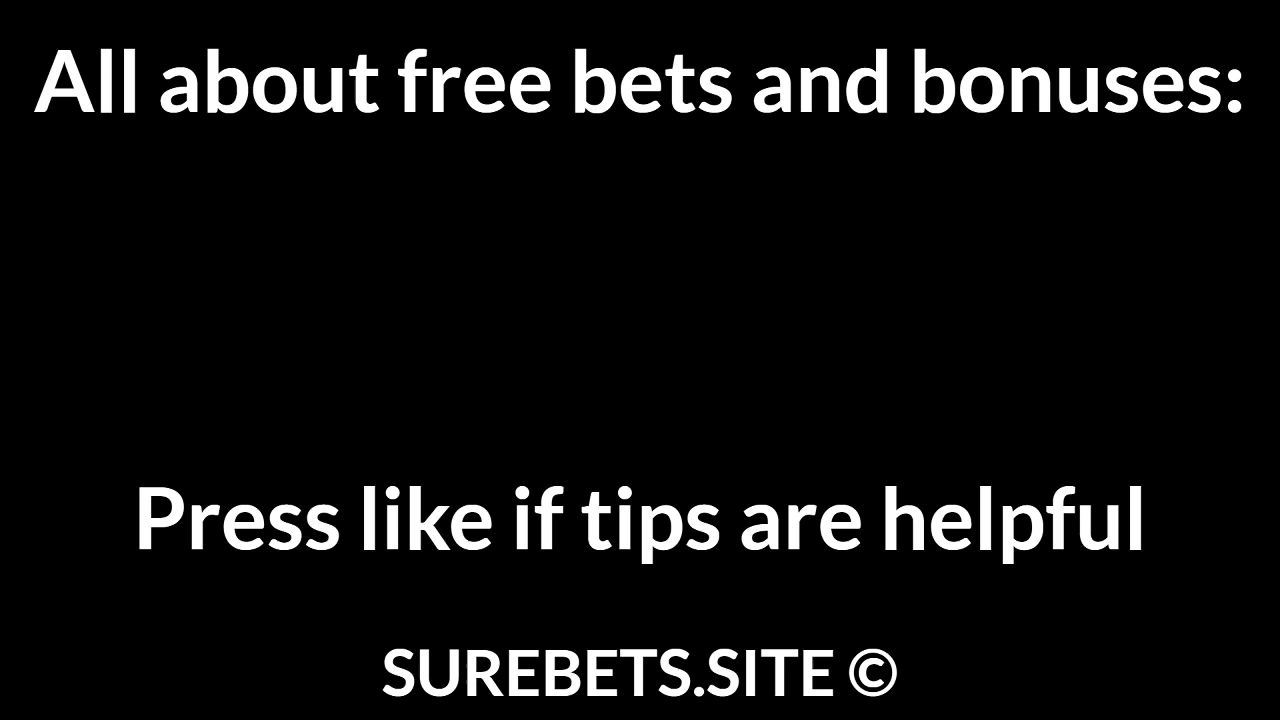 All about free bets and bonuses:
Press like if tips are helpful
SUREBETS.SITE ©